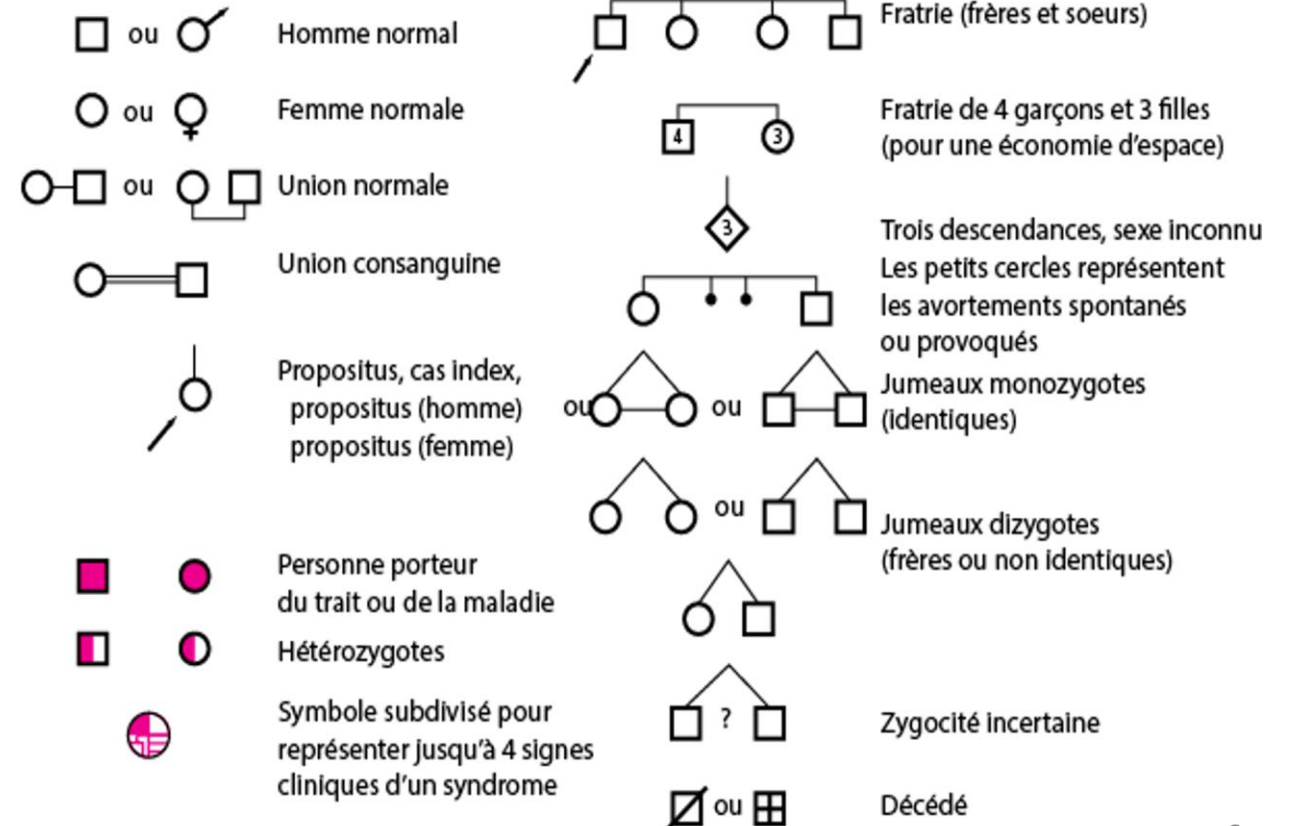 ou
Homme normal
ou
Femme normale
ou
Union normale
Union consanguine
Propositus, cas index,
propositus (homme)
propositus (femme)
Personne porteur
du trait ou de la maladie
Hétérozygotes
Symbole subdivisé pour
représenter jusqu'à 4 signes
cliniques d'un syndrome
Fratrie (frères et soeurs)
4
3
Fratrie de 4 garçons et 3 filles
(pour une économie d'espace)
3
Trois descendances, sexe inconnu
Les petits cercles représentent
les avortements spontanés
ou provoqués
ou
ou
Jumeaux monozygotes
(identiques)
ou
Jumeaux dizygotes
(frères ou non identiques)
?
Zygocité incertaine
ou
Décédé